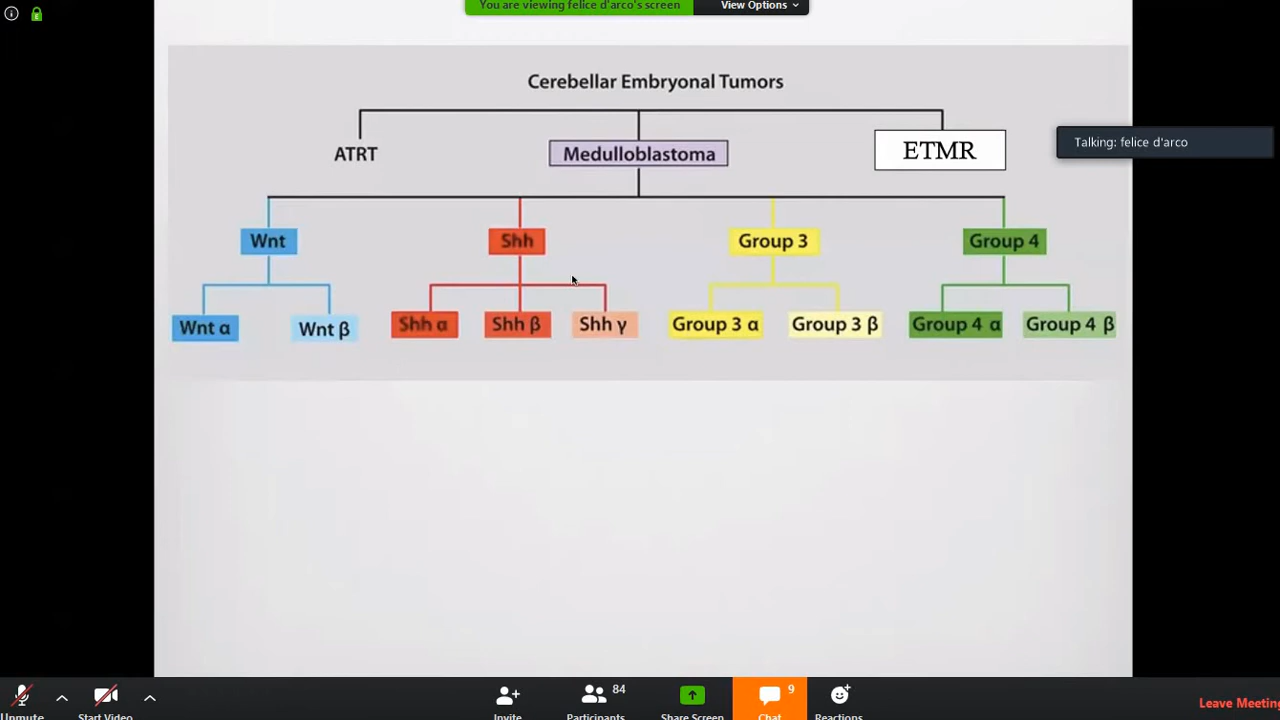 You are viewing felice d'arco's screen View Options
E
Cerebellar Embryonal Tumors
Talking: felice d'arco
ATRT Medulloblastoma ETMR
Wnt Shh Group 3 Group 4
Wnt α Wnt β Shh α Shh β Shh γ Group 3 α Group 3 β Group 4 α Group 4 β
84 9
Unmute Start Video Invite Participants Share Screen Chat Reactions Leave Meeting